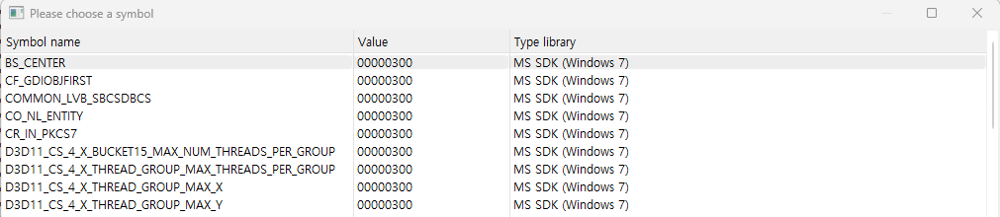 Please choose a symbol
Symbol name Value Type library
BS_CENTER 00000300 MS SDK (Windows 7)
CF_GDIOBJFIRST 00000300 MS SDK (Windows 7)
COMMON_LVB_SBCSDBCS 00000300 MS SDK (Windows 7)
CO_NL_ENTITY 00000300 MS SDK (Windows 7)
CR_IN_PKCS7 00000300 MS SDK (Windows 7)
D3D11_CS_4_X_BUCKET15_MAX_NUM_THREADS_PER_GROUP 00000300 MS SDK (Windows 7)
D3D11_CS_4_X_THREAD_GROUP_MAX_THREADS_PER_GROUP 00000300 MS SDK (Windows 7)
D3D11_CS_4_X_THREAD_GROUP_MAX_X 00000300 MS SDK (Windows 7)
D3D11_CS_4_X_THREAD_GROUP_MAX_Y 00000300 MS SDK (Windows 7)